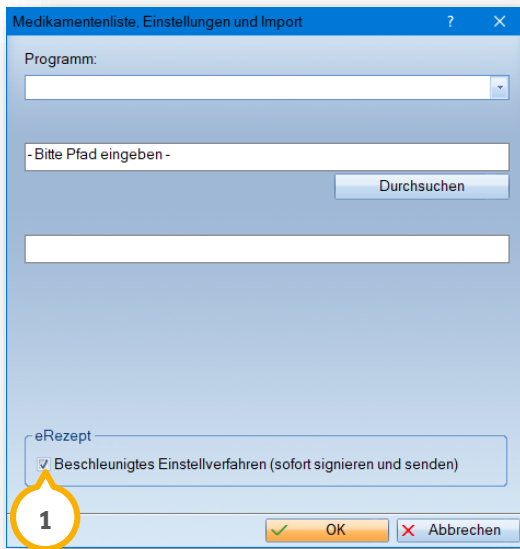 Medikamentenliste, Einstellungen und Import ?
Programm:
- Bitte Pfad eingeben -
Durchsuchen
eRezept
Beschleunigtes Einstellverfahren (sofort signieren und senden)
1
OK
Abbrechen